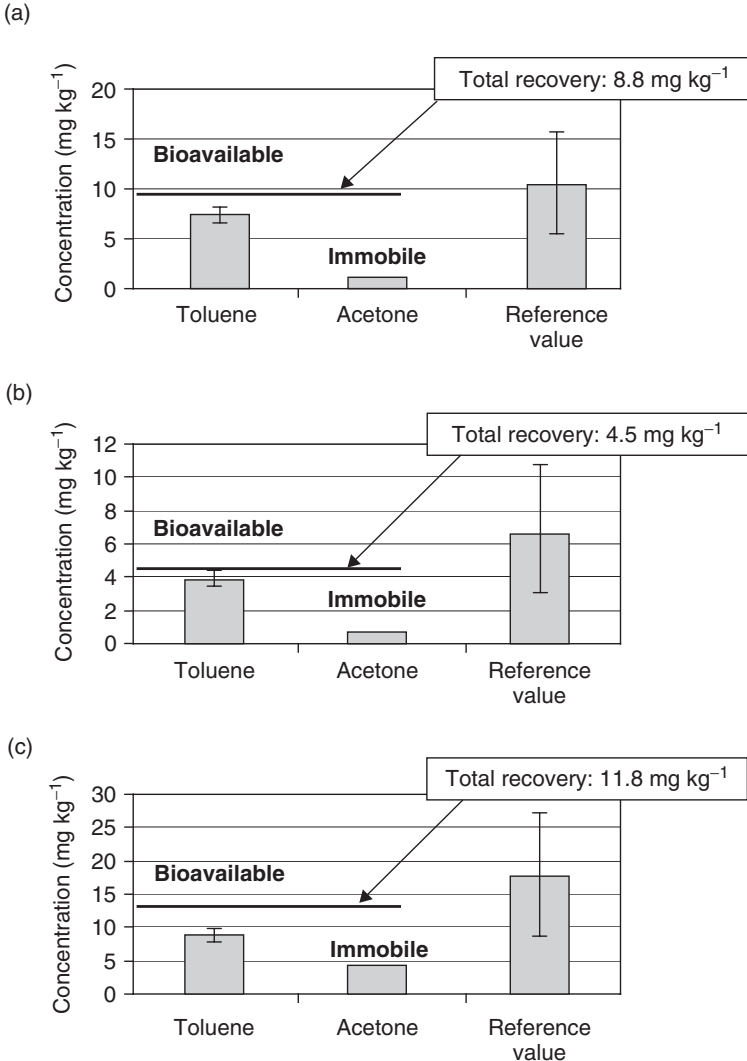 (a)
Total recovery: 8.8 mg kg⁻¹
Concentration (mg kg⁻¹)
20
15
10
5
0
Bioavailable
Immobile
Toluene
Acetone
Reference
value
(b)
Total recovery: 4.5 mg kg⁻¹
Concentration (mg kg⁻¹)
12
10
8
6
4
2
0
Bioavailable
Immobile
Toluene
Acetone
Reference
value
(c)
Total recovery: 11.8 mg kg⁻¹
Concentration (mg kg⁻¹)
30
25
20
15
10
5
0
Bioavailable
Immobile
Toluene
Acetone
Reference
value